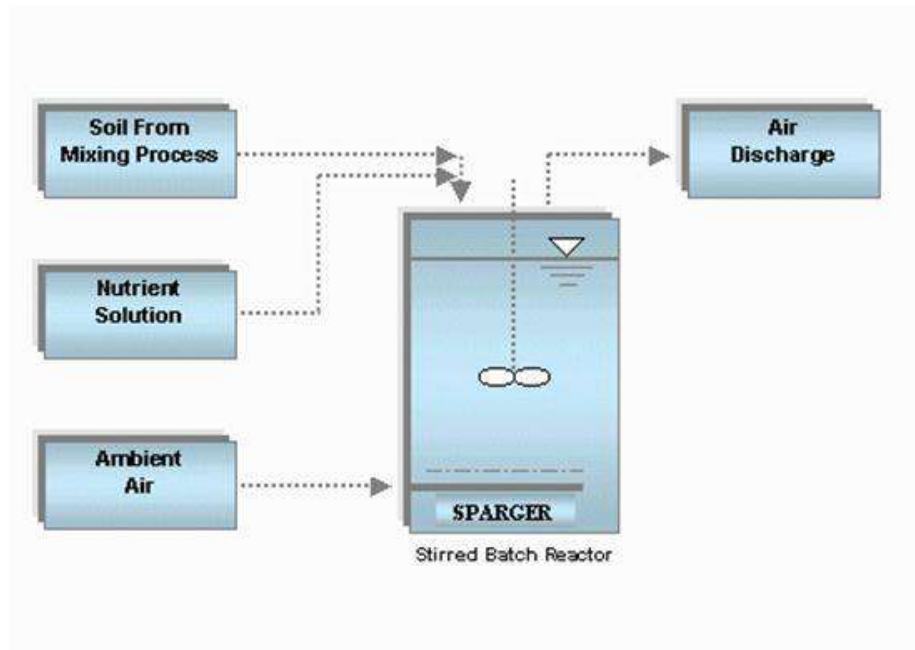 Soil From
Mixing Process
Air
Discharge
Nutrient
Solution
Ambient
Air
SPARGER
Stirred Batch Reactor